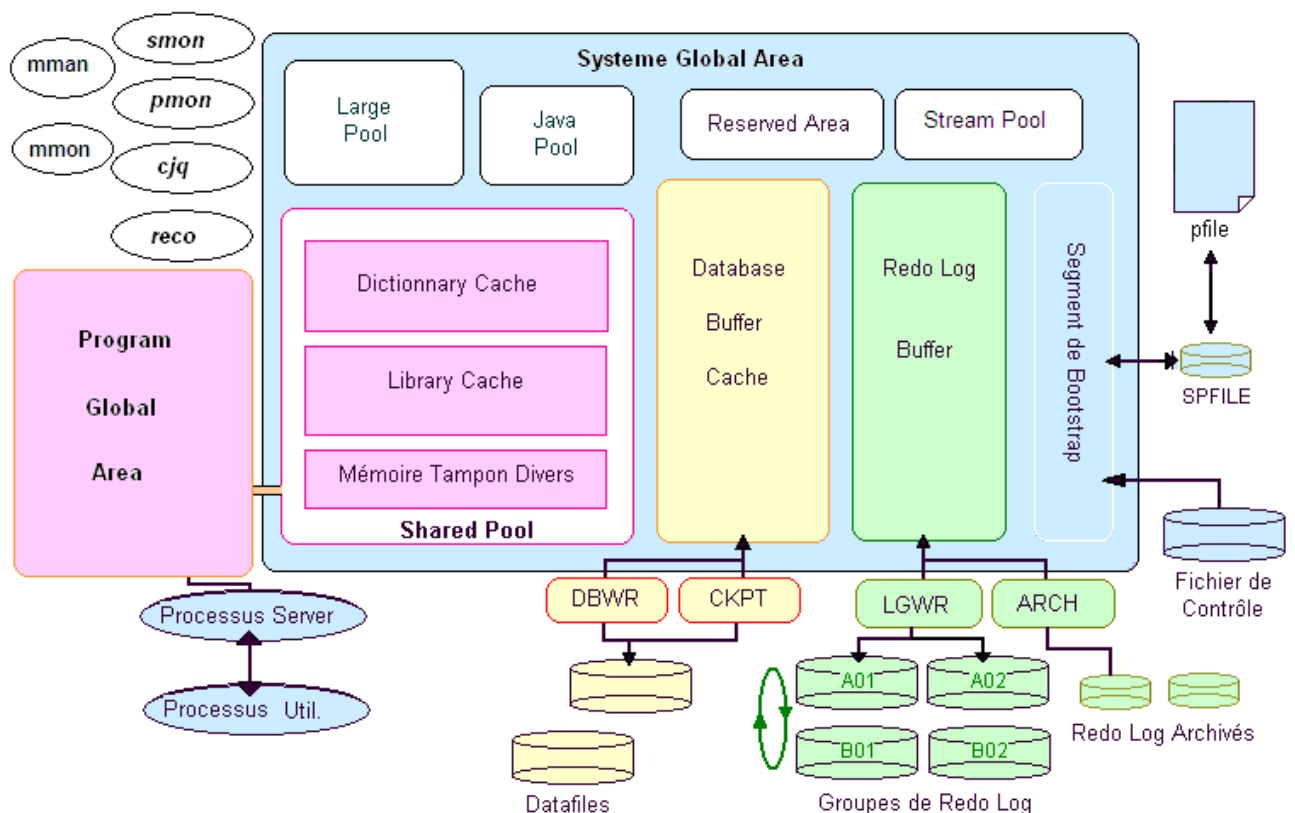 smon
mman
pmon
mmon
cjq
reco
Systeme Global Area
Large
Pool
Java
Pool
Reserved Area
Stream Pool
pfile
SPFILE
Program
Global
Area
Dictionnary Cache
Library Cache
Mémoire Tampon Divers
Shared Pool
Database
Buffer
Cache
Redo Log
Buffer
Segment de Bootstrap
Fichier de
Contrôle
DBWR
CKPT
LGWR
ARCH
Processus Server
Processus Util.
A01
A02
B01
B02
Redo Log Archivés
Datafiles
Groupes de Redo Log